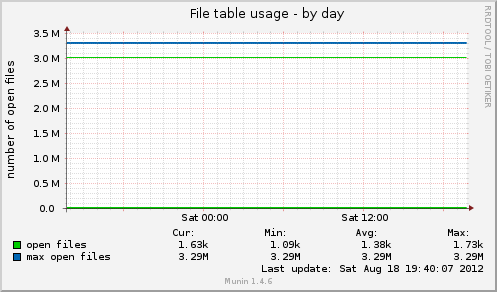 File table usage - by day
RRDTOOL / TOBI OETIKER
number of open files
3.5 M
3.0 M
2.5 M
2.0 M
1.5 M
1.0 M
0.5 M
0.0
Sat 00:00 Sat 12:00
Cur: Min: Avg: Max:
open files 1.63k 1.09k 1.38k 1.73k
max open files 3.29M 3.29M 3.29M 3.29M
Last update: Sat Aug 18 19:40:07 2012
Munin 1.4.6